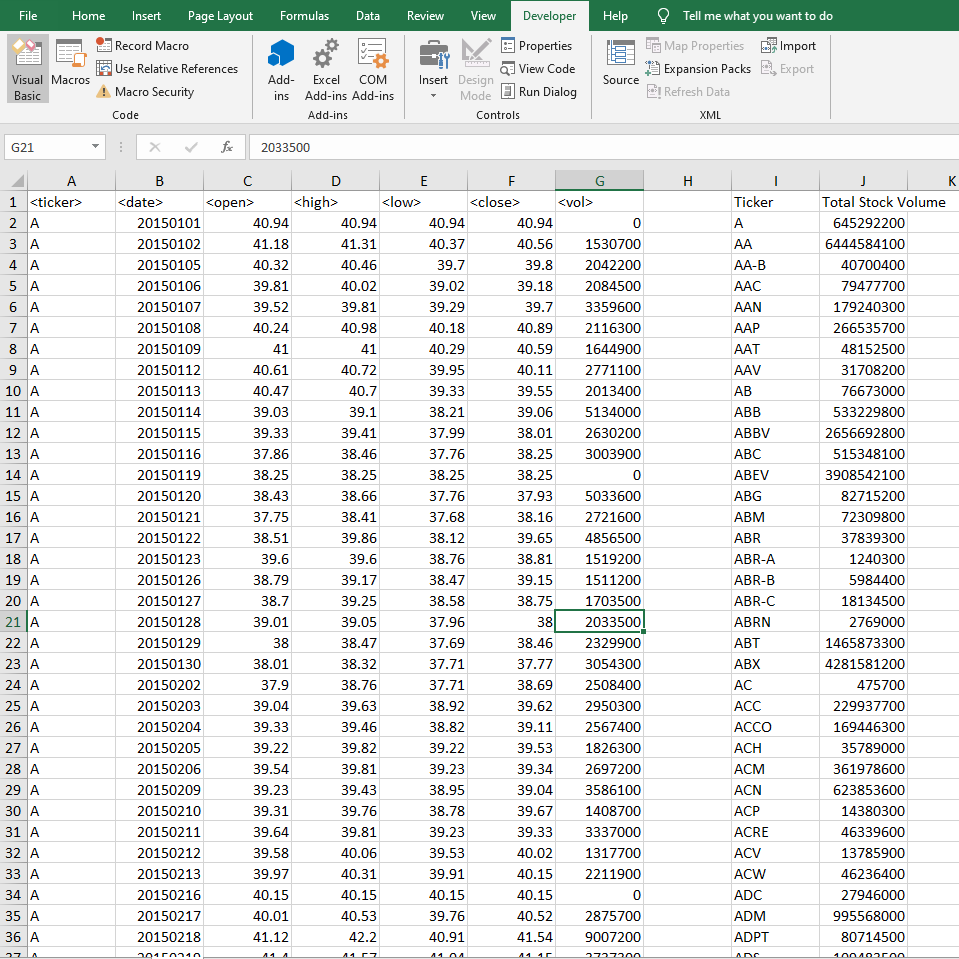 File Home Insert Page Layout Formulas Data Review View Developer Help Tell me what you want to do
Visual Basic
Macros
Record Macro
Use Relative References
Macro Security
Code
Add-ins
Excel Add-ins
COM Add-ins
Add-ins
Insert
Design Mode
Properties
View Code
Run Dialog
Controls
Source
Map Properties
Expansion Packs
Refresh Data
Import
Export
XML
G21 fx 2033500
A B C D E F G H I J K
1 <ticker> <date> <open> <high> <low> <close> <vol> Ticker Total Stock Volume
2 A 20150101 40.94 40.94 40.94 40.94 0 A 645292200
3 A 20150102 41.18 41.31 40.37 40.56 1530700 AA 6444584100
4 A 20150105 40.32 40.46 39.7 39.8 2042200 AA-B 40700400
5 A 20150106 39.81 40.02 39.02 39.18 2084500 AAC 79477700
6 A 20150107 39.52 39.81 39.29 39.7 3359600 AAN 179240300
7 A 20150108 40.24 40.98 40.18 40.89 2116300 AAP 266535700
8 A 20150109 41 41 40.29 40.59 1644900 AAT 48152500
9 A 20150112 40.61 40.72 39.95 40.11 2771100 AAV 31708200
10 A 20150113 40.47 40.7 39.33 39.55 2013400 AB 76673000
11 A 20150114 39.03 39.1 38.21 39.06 5134000 ABB 533229800
12 A 20150115 39.33 39.41 37.99 38.01 2630200 ABBV 2656692800
13 A 20150116 37.86 38.46 37.76 38.25 3003900 ABC 515348100
14 A 20150119 38.25 38.25 38.25 38.25 0 ABEV 3908542100
15 A 20150120 38.43 38.66 37.76 37.93 5033600 ABG 82715200
16 A 20150121 37.75 38.41 37.68 38.16 2721600 ABM 72309800
17 A 20150122 38.51 39.86 38.12 39.65 4856500 ABR 37839300
18 A 20150123 39.6 39.6 38.76 38.81 1519200 ABR-A 1240300
19 A 20150126 38.79 39.17 38.47 39.15 1511200 ABR-B 5984400
20 A 20150127 38.7 39.25 38.58 38.75 1703500 ABR-C 18134500
21 A 20150128 39.01 39.05 37.96 38 2033500 ABRN 2769000
22 A 20150129 38 38.47 37.69 38.46 2329900 ABT 1465873300
23 A 20150130 38.01 38.32 37.71 37.77 3054300 ABX 4281581200
24 A 20150202 37.9 38.76 37.71 38.69 2508400 AC 475700
25 A 20150203 39.04 39.63 38.92 39.62 2950300 ACC 229937700
26 A 20150204 39.33 39.46 38.82 39.11 2567400 ACCO 169446300
27 A 20150205 39.22 39.82 39.22 39.53 1826300 ACH 35789000
28 A 20150206 39.54 39.81 39.23 39.34 2697200 ACM 361978600
29 A 20150209 39.23 39.43 38.95 39.04 3586100 ACN 623853600
30 A 20150210 39.31 39.76 38.78 39.67 1408700 ACP 14380300
31 A 20150211 39.64 39.81 39.23 39.33 3337000 ACRE 46339600
32 A 20150212 39.58 40.06 39.53 40.02 1317700 ACV 13785900
33 A 20150213 39.97 40.31 39.91 40.15 2211900 ACW 46236400
34 A 20150216 40.15 40.15 40.15 40.15 0 ADC 27946000
35 A 20150217 40.01 40.53 39.76 40.52 2875700 ADM 995568000
36 A 20150218 41.12 42.2 40.91 41.54 9007200 ADPT 80714500